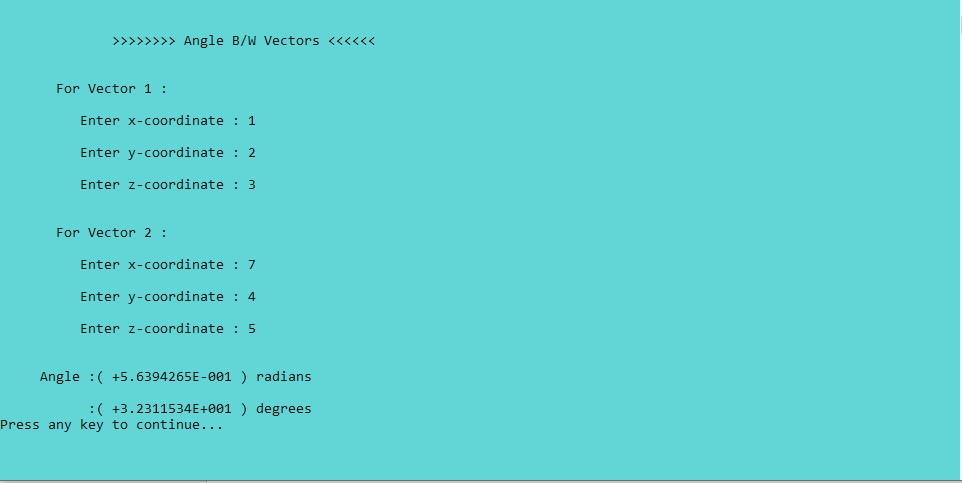 >>>>>>>> Angle B/W Vectors <<<<<<
For Vector 1 :
Enter x-coordinate : 1
Enter y-coordinate : 2
Enter z-coordinate : 3
For Vector 2 :
Enter x-coordinate : 7
Enter y-coordinate : 4
Enter z-coordinate : 5
Angle :( +5.6394265E-001 ) radians
:( +3.2311534E+001 ) degrees
Press any key to continue...